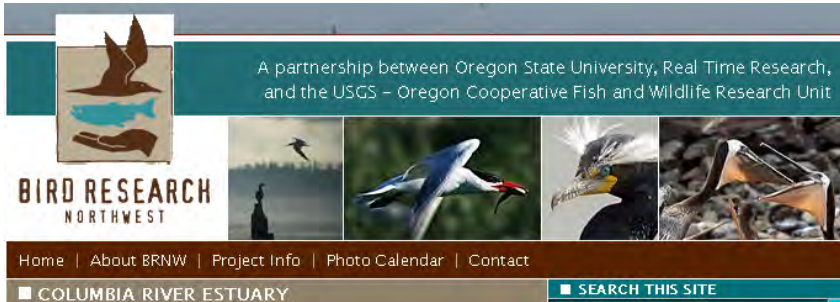 A partnership between Oregon State University, Real Time Research,
and the USGS – Oregon Cooperative Fish and Wildlife Research Unit
BIRD RESEARCH
NORTHWEST
Home | About BRNW | Project Info | Photo Calendar | Contact
COLUMBIA RIVER ESTUARY
SEARCH THIS SITE